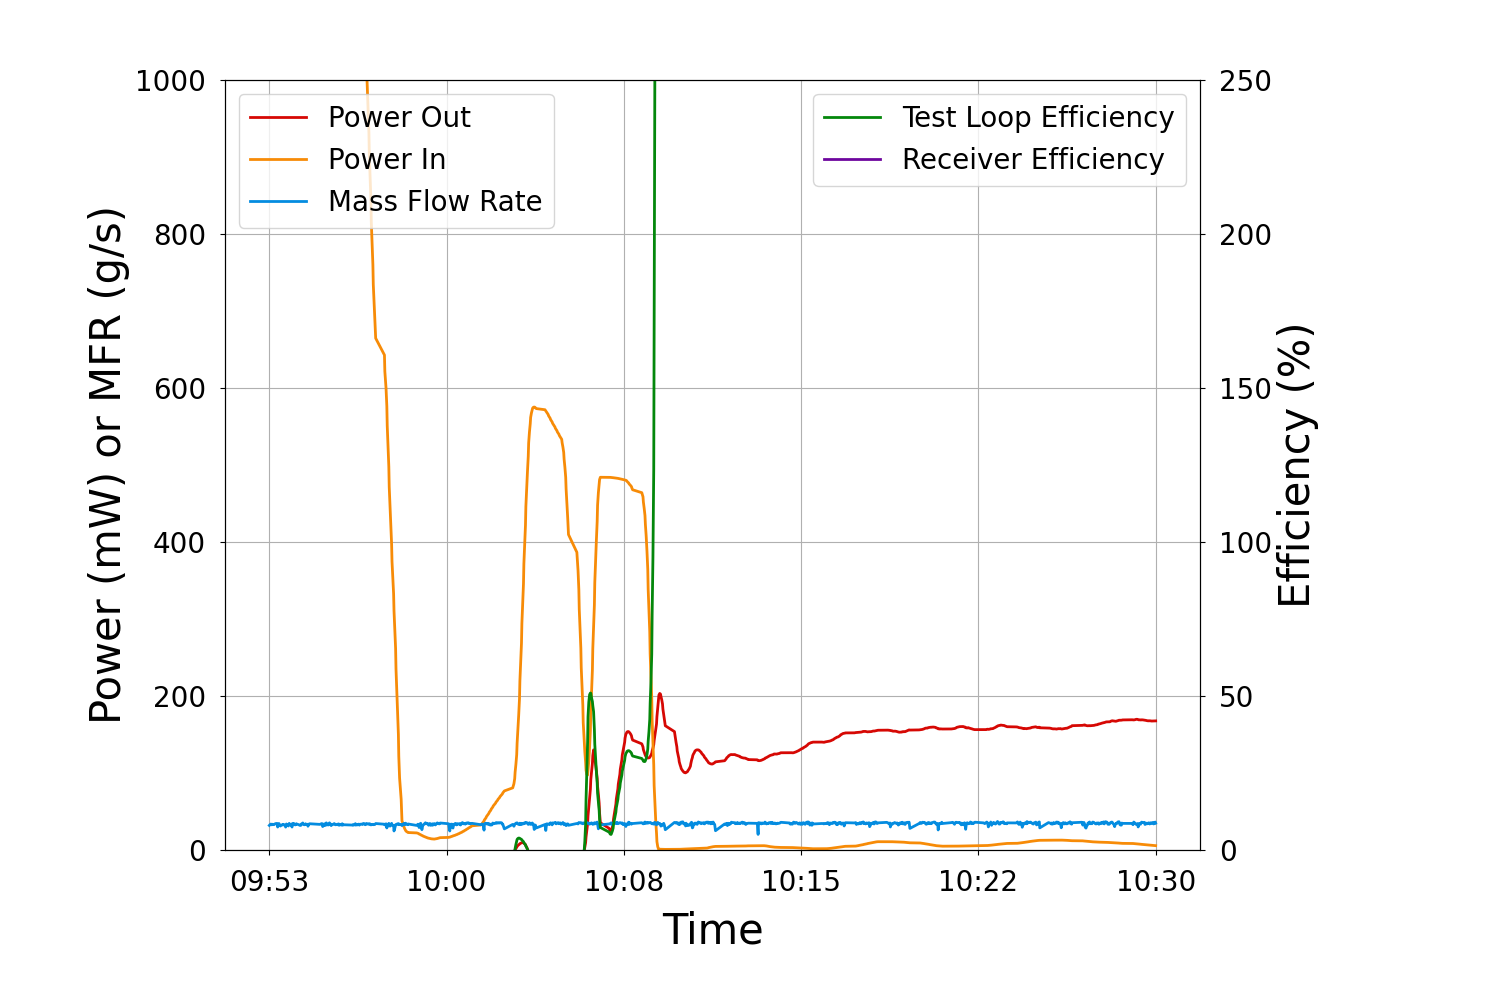 Power (mW) or MFR (g/s)
1000
800
600
400
200
0
Power Out
Power In
Mass Flow Rate
Test Loop Efficiency
Receiver Efficiency
250
200
150
100
50
0
Efficiency (%)
09:53 10:00 10:08 10:15 10:22 10:30
Time